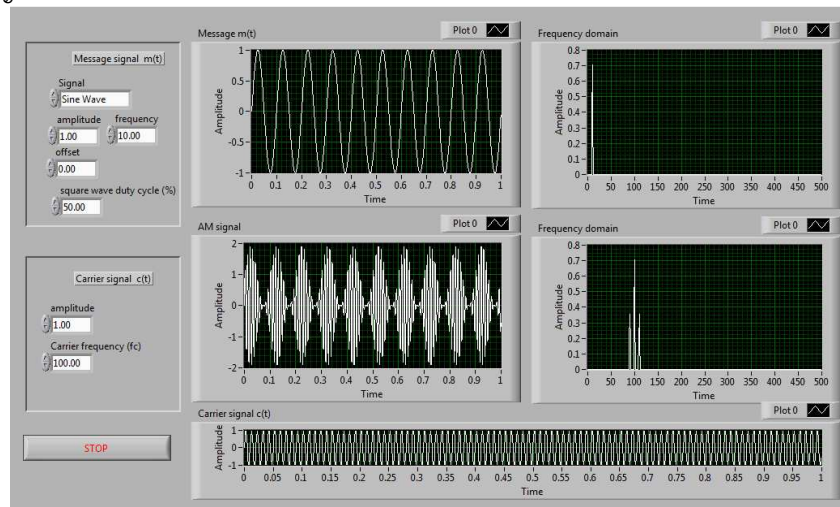 Message signal m(t)
Signal
Sine Wave
amplitude frequency
1.00 10.00
offset
0.00
square wave duty cycle (%)
50.00
Carrier signal c(t)
amplitude
1.00
Carrier frequency (fc)
100.00
STOP
Message m(t) Plot 0
Amplitude
1
0.5
0
-0.5
-1
0 0.1 0.2 0.3 0.4 0.5 0.6 0.7 0.8 0.9 1
Time
Frequency domain Plot 0
Amplitude
0.8
0.7
0.6
0.5
0.4
0.3
0.2
0.1
0
0 50 100 150 200 250 300 350 400 450 500
Time
AM signal Plot 0
Amplitude
2
1
0
-1
-2
0 0.1 0.2 0.3 0.4 0.5 0.6 0.7 0.8 0.9 1
Time
Frequency domain Plot 0
Amplitude
0.8
0.7
0.6
0.5
0.4
0.3
0.2
0.1
0
0 50 100 150 200 250 300 350 400 450 500
Time
Carrier signal c(t) Plot 0
Amplitude
1
0
-1
0 0.05 0.1 0.15 0.2 0.25 0.3 0.35 0.4 0.45 0.5 0.55 0.6 0.65 0.7 0.75 0.8 0.85 0.9 0.95 1
Time